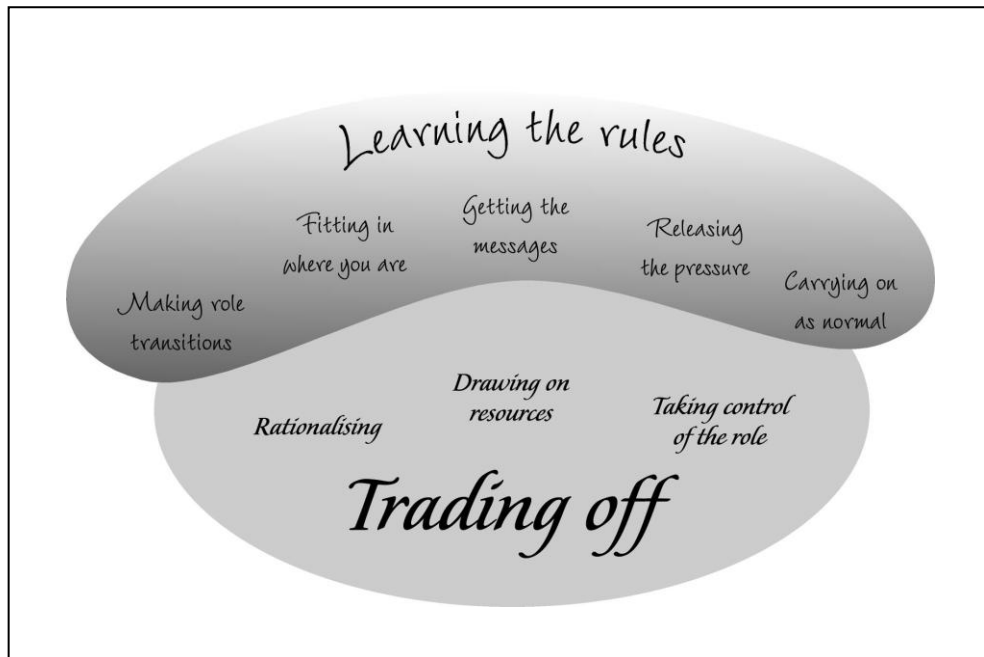 Learning the rules
Making role
transitions
Fitting in
where you are
Getting the
messages
Releasing
the pressure
Carrying on
as normal
Rationalising
Drawing on
resources
Taking control
of the role
Trading off